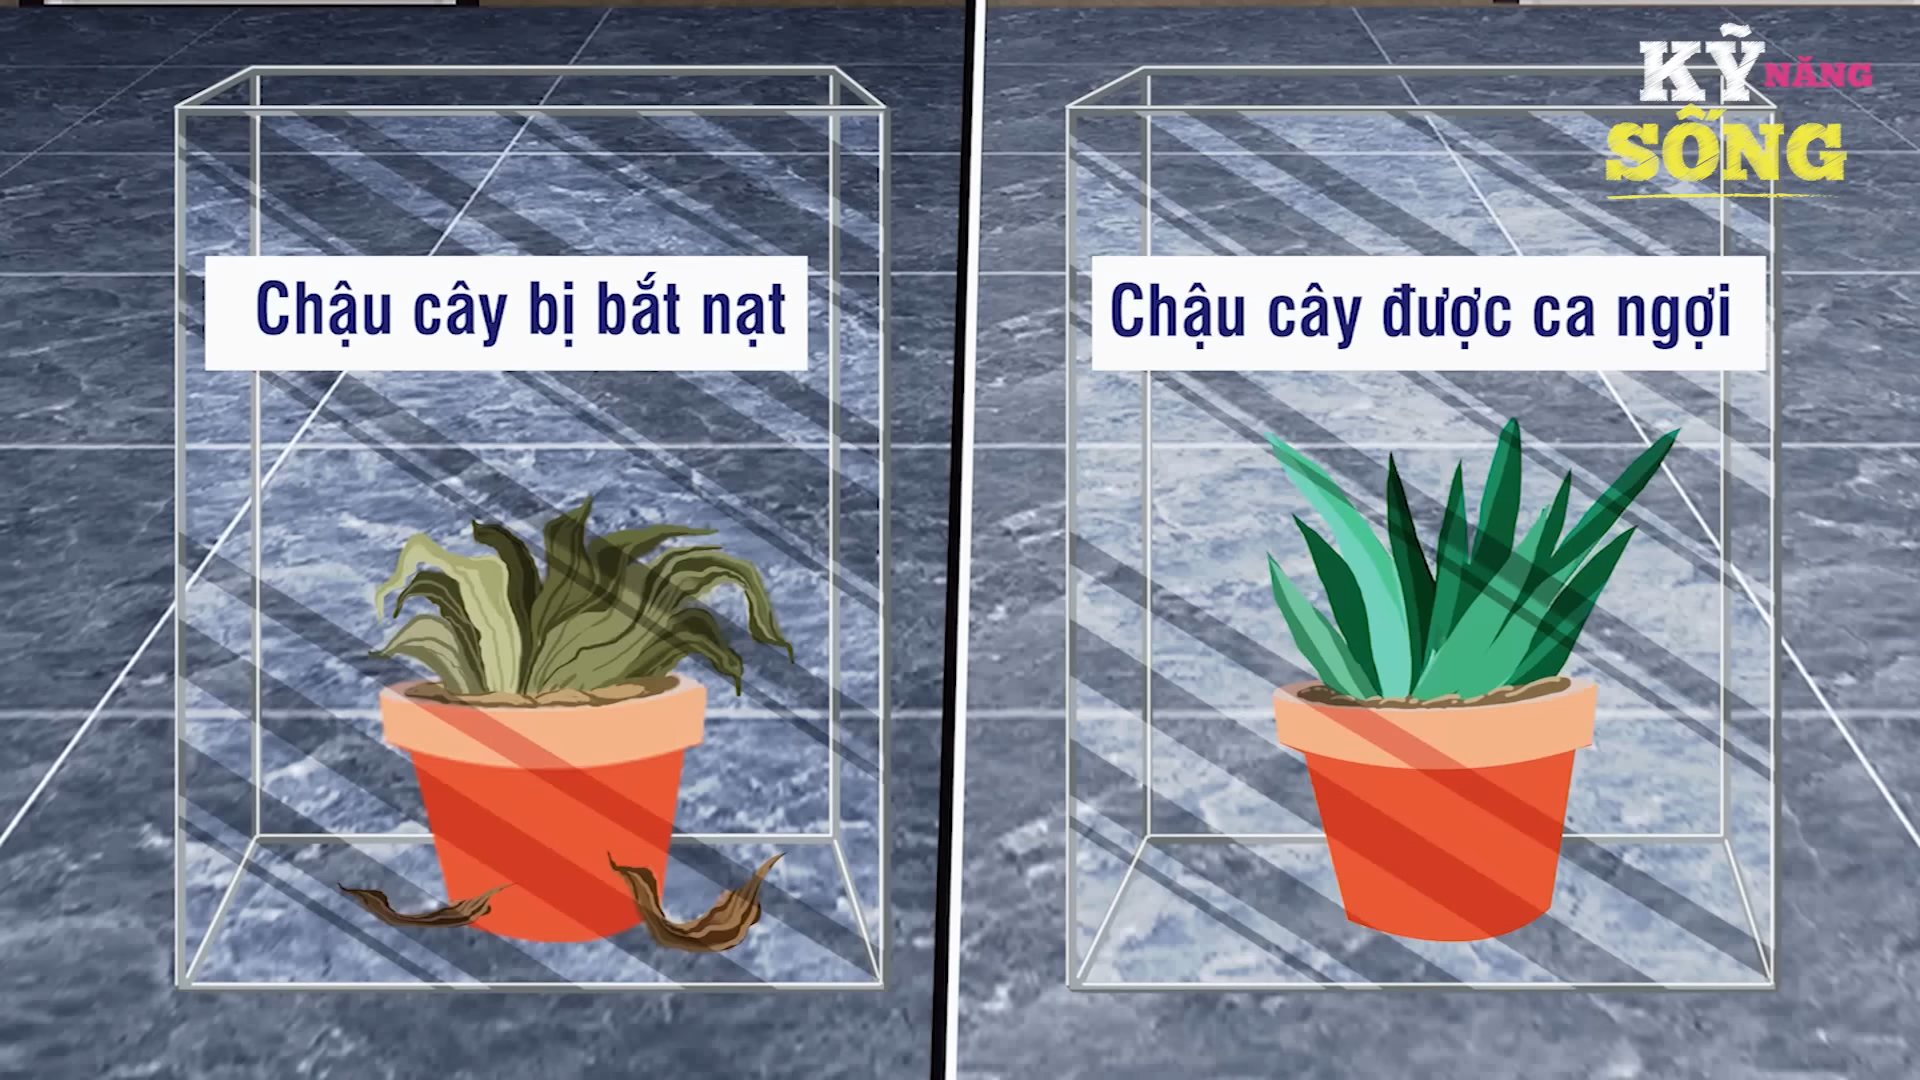 KỸ NĂNG
SỐNG
Chậu cây bị bắt nạt
Chậu cây được ca ngợi